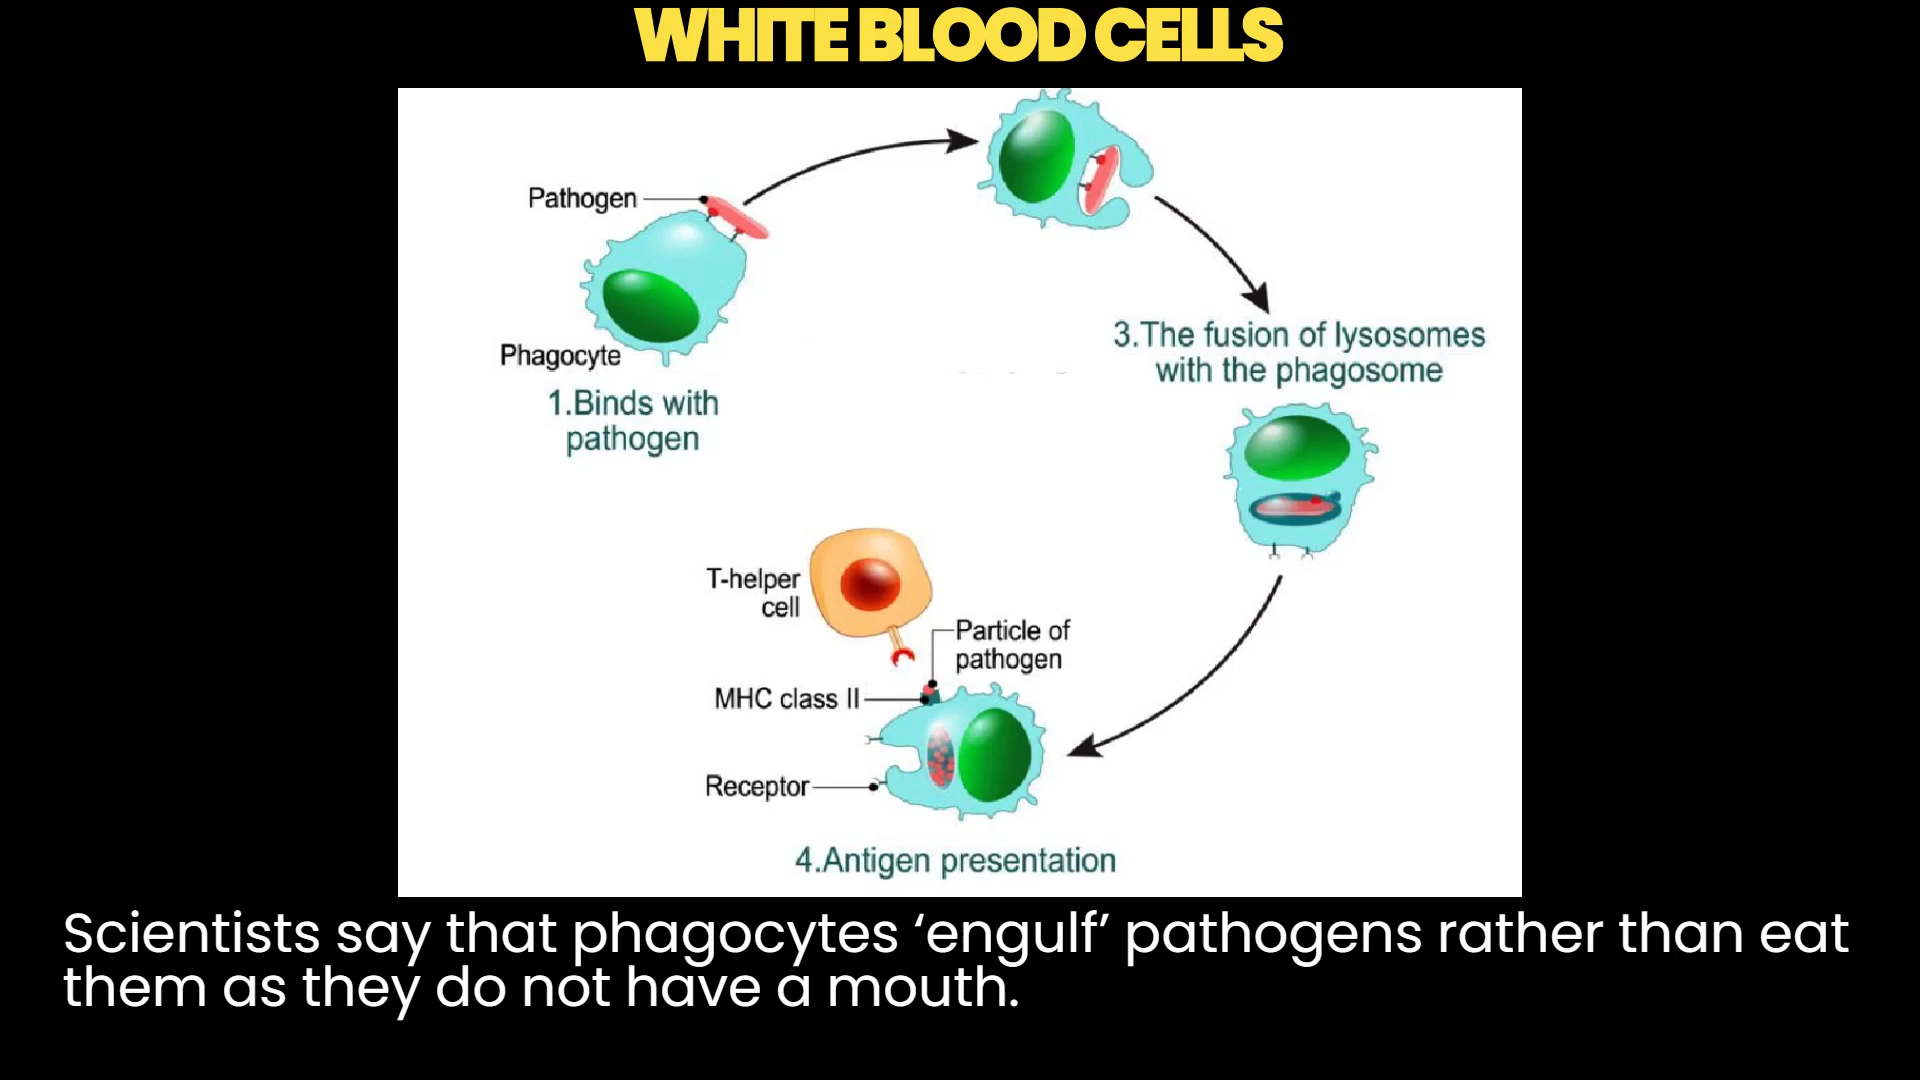 WHITE BLOOD CELLS
Pathogen
Phagocyte
1.Binds with
pathogen
3.The fusion of lysosomes
with the phagosome
T-helper
cell
Particle of
pathogen
MHC class II
Receptor
4.Antigen presentation
Scientists say that phagocytes ‘engulf’ pathogens rather than eat
them as they do not have a mouth.